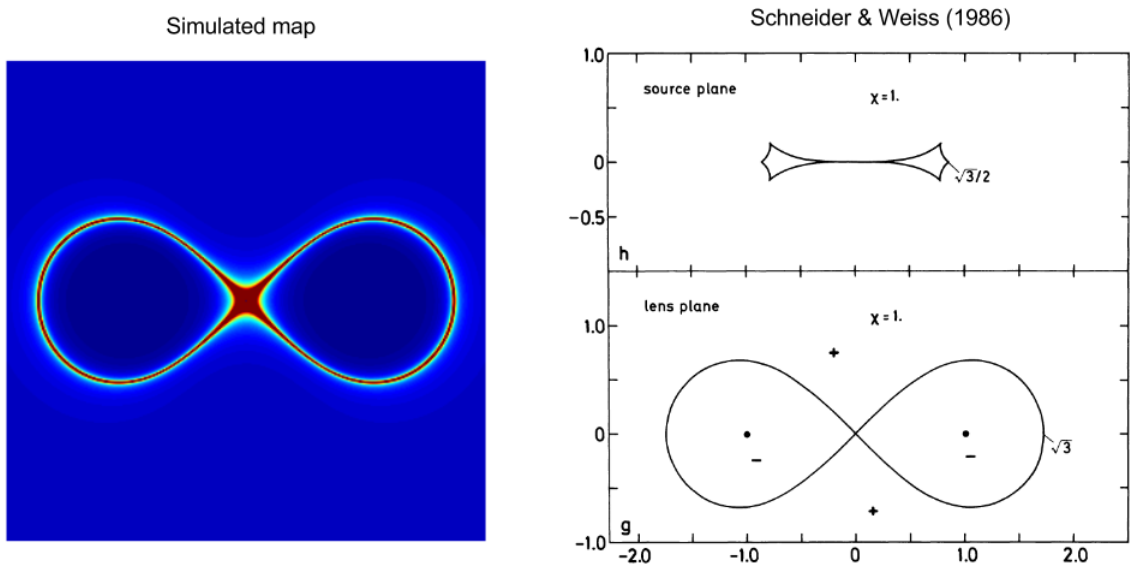 Simulated map
Schneider & Weiss (1986)
1.0
source plane
χ=1.
0
√3/2
-0.5
h
lens plane
χ=1.
1.0
+
0
-
-
√3
+
g
-1.0
-2.0
-1.0
0
1.0
2.0